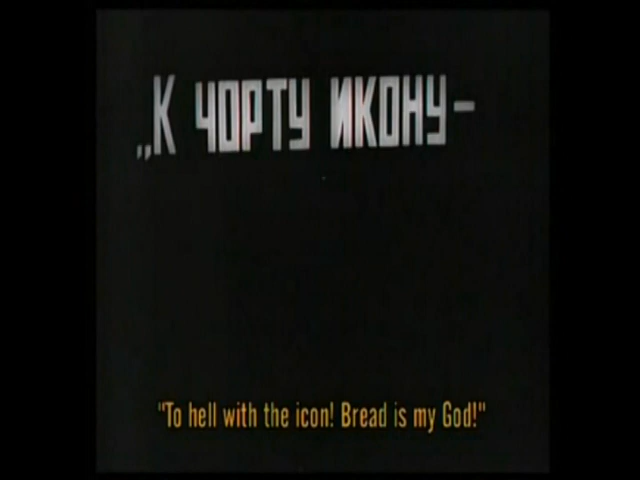 „К ЧОРТУ ИКОНУ–
"To hell with the icon! Bread is my God!"